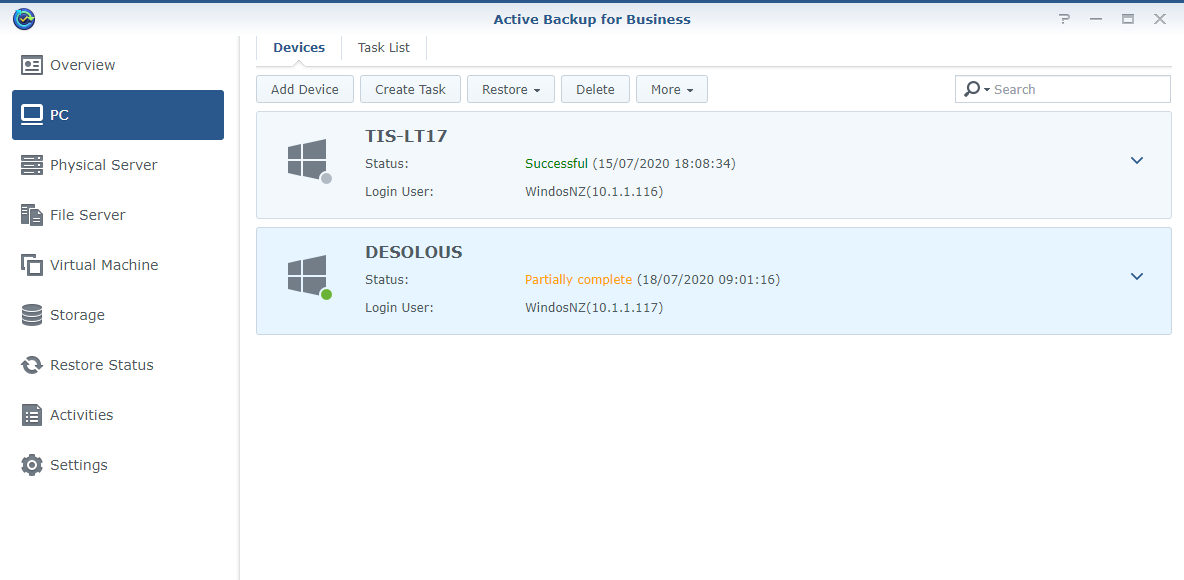 Active Backup for Business
Overview
PC
Physical Server
File Server
Virtual Machine
Storage
Restore Status
Activities
Settings
Devices Task List
Add Device Create Task Restore Delete More Search
TIS-LT17
Status: Successful (15/07/2020 18:08:34)
Login User: WindosNZ(10.1.1.116)
DESOLOUS
Status: Partially complete (18/07/2020 09:01:16)
Login User: WindosNZ(10.1.1.117)